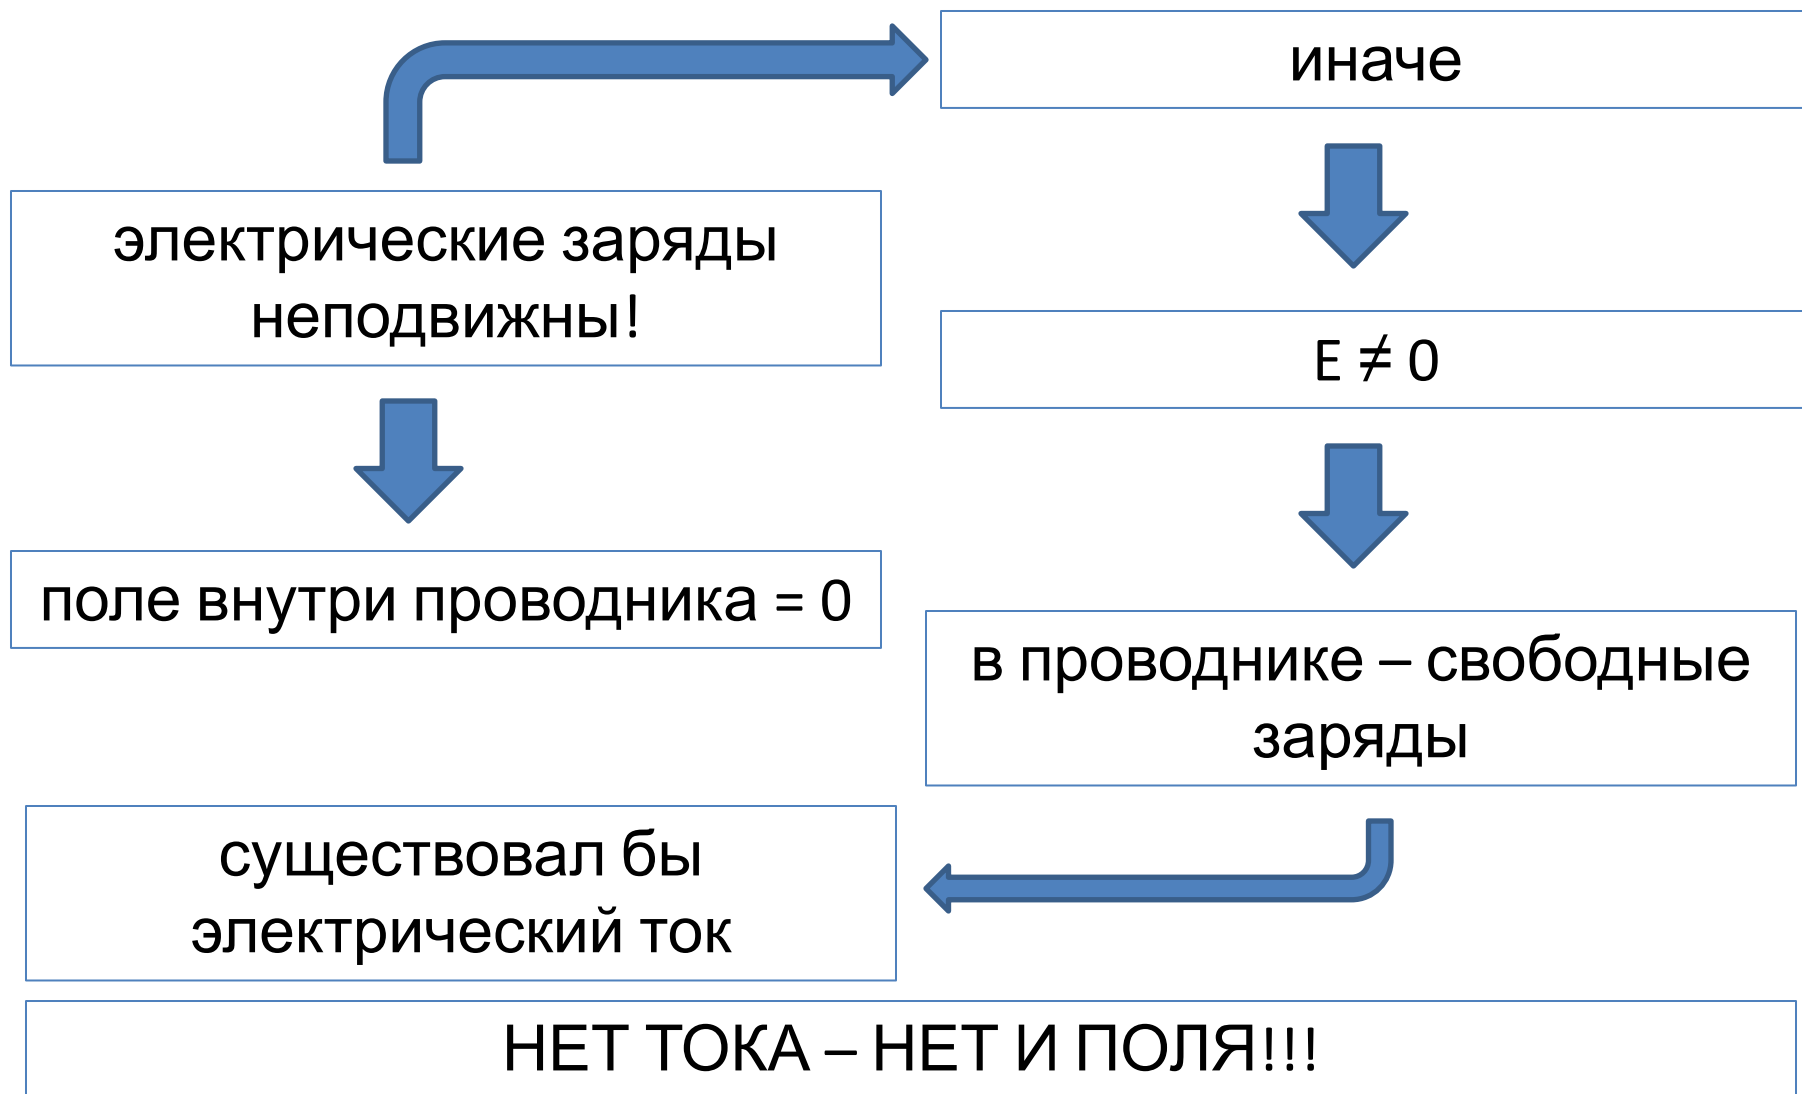 иначе
электрические заряды
неподвижны!
E ≠ 0
поле внутри проводника = 0
в проводнике – свободные
заряды
существовал бы
электрический ток
НЕТ ТОКА – НЕТ И ПОЛЯ!!!